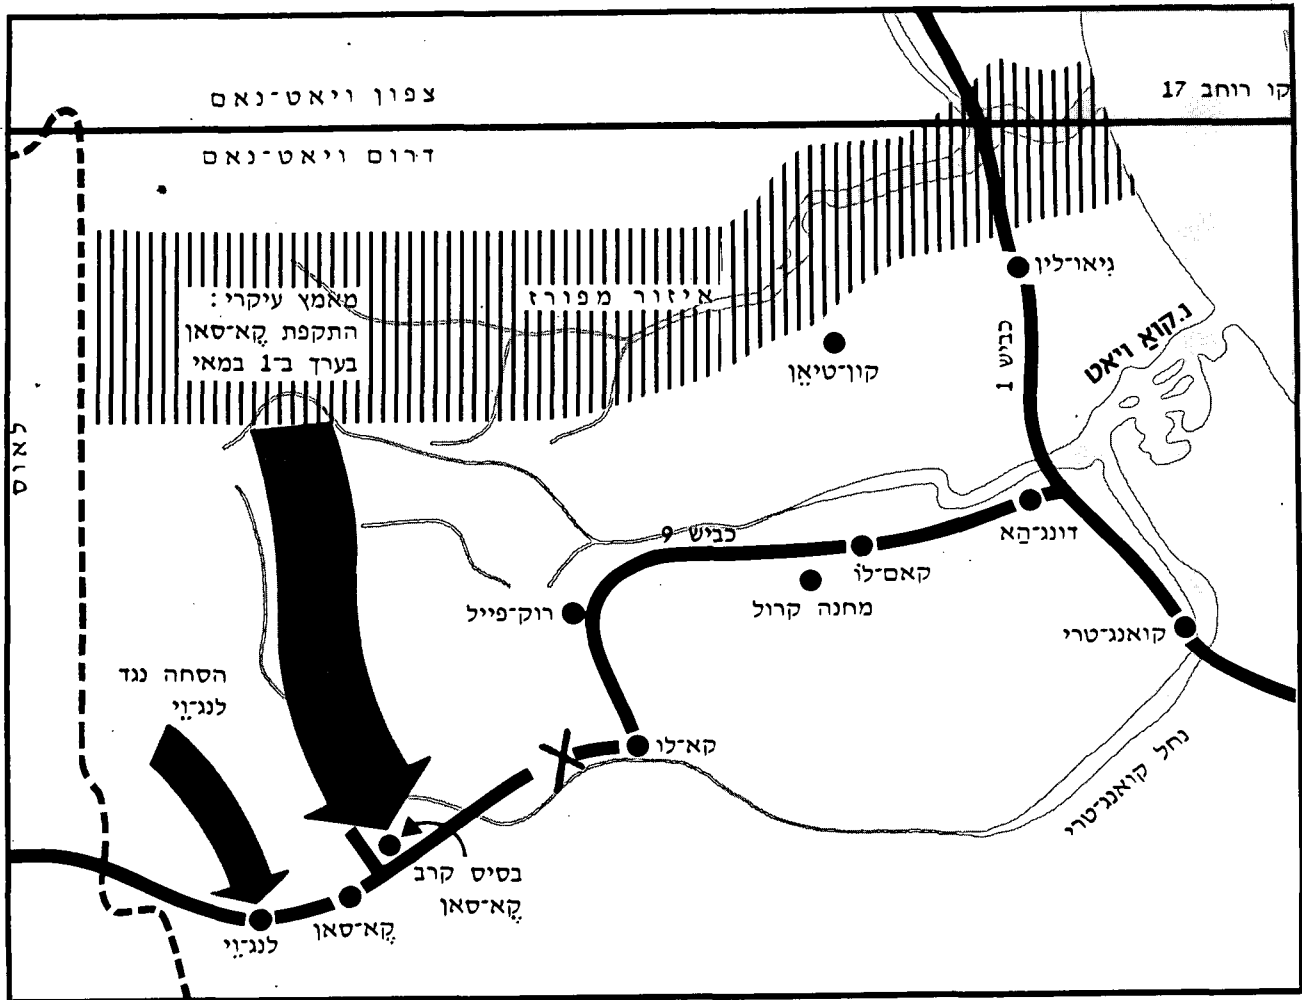 קו רוחב 17
צפון ויאט־נאם
דרום ויאט־נאם
איזור מפורז
מאמץ עיקרי:
התקפת קֶא־סאן
בערך ב־1 במאי
גִיאו־לין
נ.קוּאַ ויאט
כביש 1
קון־טיאֶן
לאוס
כביש 9
דונג־הַא
קאם־לוֹ
מחנה קרול
רוק־פייל
קואנג־טרי
הסחה נגד
לנג־וֵי
קא־לו
נחל קואנג־טרי
בסיס קרב
קֶא־סאן
קֶא־סאן
לנג־וֵי